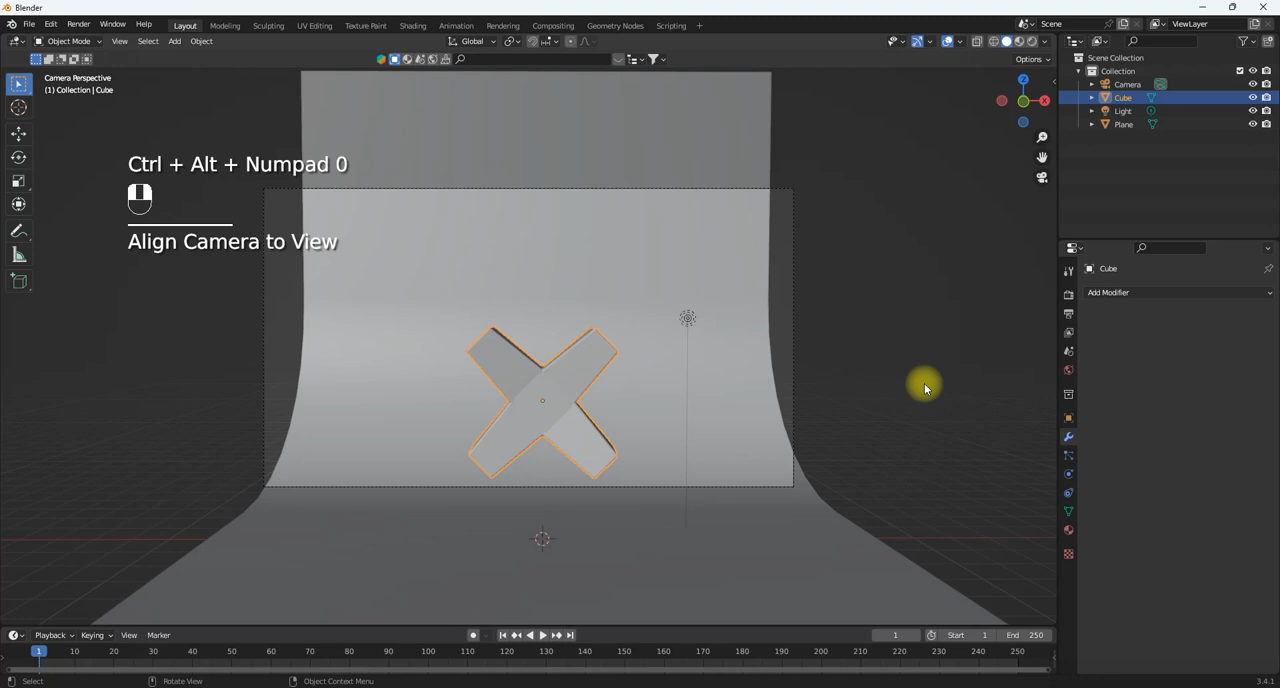 Blender
File Edit Render Window Help Layout Modeling Sculpting UV Editing Texture Paint Shading Animation Rendering Compositing Geometry Nodes Scripting + Scene ViewLayer
Object Mode View Select Add Object Global
Options
Camera Perspective
(1) Collection | Cube
Ctrl + Alt + Numpad 0
Align Camera to View
Z
X
Scene Collection
Collection
Camera
Cube
Light
Plane
Cube
Add Modifier
Playback Keying View Marker 1 Start 1 End 250
1 10 20 30 40 50 60 70 80 90 100 110 120 130 140 150 160 170 180 190 200 210 220 230 240 250
Select Rotate View Object Context Menu 3.4.1